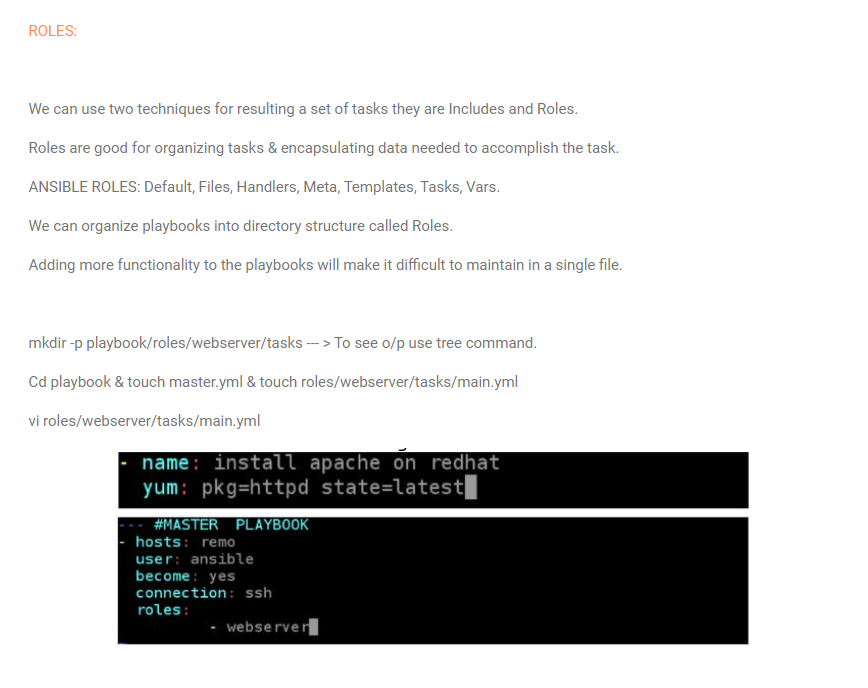 ROLES:
We can use two techniques for resulting a set of tasks they are Includes and Roles.
Roles are good for organizing tasks & encapsulating data needed to accomplish the task.
ANSIBLE ROLES: Default, Files, Handlers, Meta, Templates, Tasks, Vars.
We can organize playbooks into directory structure called Roles.
Adding more functionality to the playbooks will make it difficult to maintain in a single file.
mkdir -p playbook/roles/webserver/tasks --- > To see o/p use tree command.
Cd playbook & touch master.yml & touch roles/webserver/tasks/main.yml
vi roles/webserver/tasks/main.yml
- name: install apache on redhat
  yum: pkg=httpd state=latest
--- #MASTER  PLAYBOOK
- hosts: remo
  user: ansible
  become: yes
  connection: ssh
  roles:
          - webserver